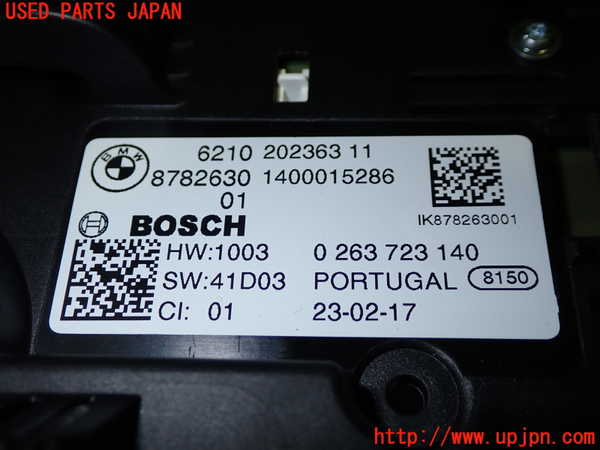 USED PARTS JAPAN
BMW
6210 202363 11
8782630 1400015286
01
IK878263001
BOSCH
HW:1003 0 263 723 140
SW:41D03 PORTUGAL 8150
CI: 01 23-02-17
http://www.upjpn.com/